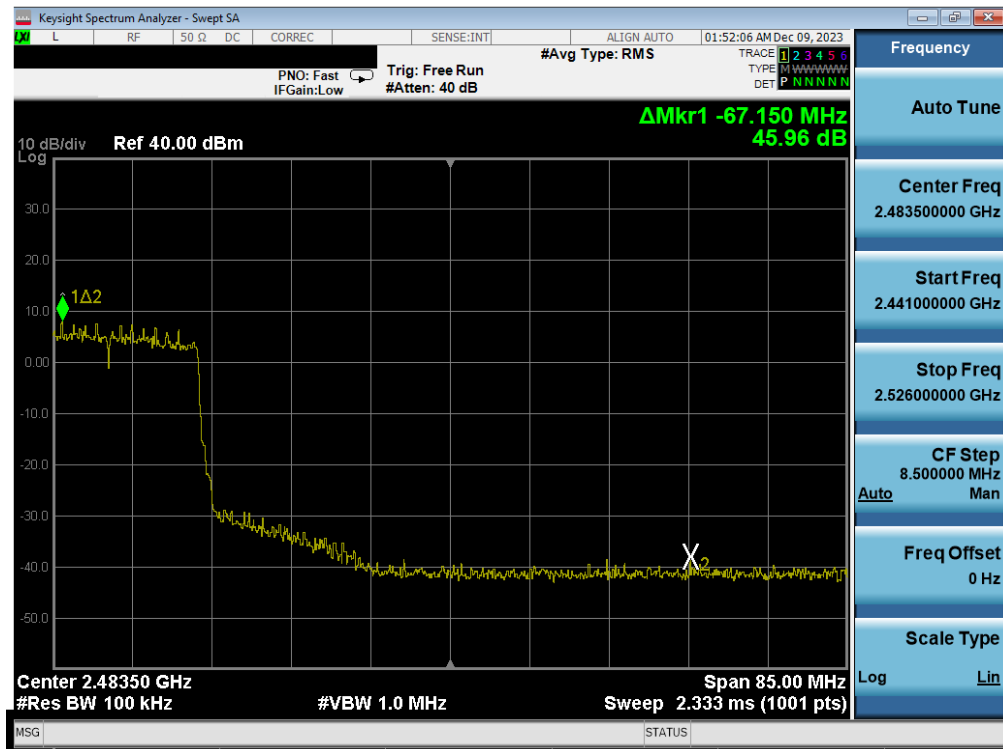 Keysight Spectrum Analyzer - Swept SA
LXI L RF 50 Ω DC CORREC SENSE:INT ALIGN AUTO 01:52:06 AM Dec 09, 2023
#Avg Type: RMS
TRACE 1 2 3 4 5 6
PNO: Fast Trig: Free Run
TYPE M WWWWW
IFGain:Low #Atten: 40 dB
DET P N N N N N
ΔMkr1 -67.150 MHz
45.96 dB
10 dB/div Ref 40.00 dBm
Log
30.0
20.0
1Δ2
10.0
0.00
-10.0
-20.0
-30.0
-40.0
X2
-50.0
Center 2.48350 GHz Span 85.00 MHz
#Res BW 100 kHz #VBW 1.0 MHz Sweep 2.333 ms (1001 pts)
MSG STATUS
Frequency
Auto Tune
Center Freq
2.483500000 GHz
Start Freq
2.441000000 GHz
Stop Freq
2.526000000 GHz
CF Step
8.500000 MHz
Auto Man
Freq Offset
0 Hz
Scale Type
Log Lin